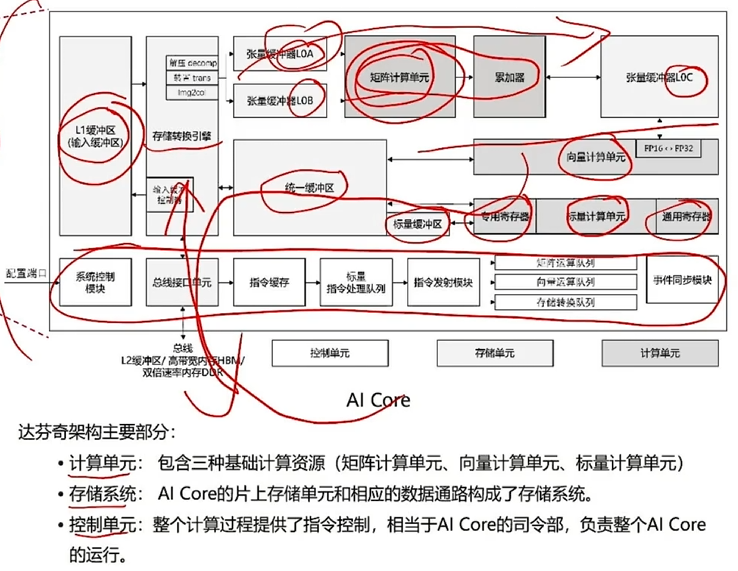 解压 decomp
转置 trans
Img2col
张量缓冲器L0A
张量缓冲器L0B
矩阵计算单元
累加器
张量缓冲器L0C
L1缓冲区
(输入缓冲区)
存储转换引擎
FP16 ↔ FP32
向量计算单元
统一缓冲区
标量缓冲区
专用寄存器
标量计算单元
通用寄存器
配置端口
系统控制
模块
总线接口单元
指令缓存
标量
指令处理队列
指令发射模块
矩阵运算队列
向量运算队列
存储转换队列
事件同步模块
总线
L2缓冲区/ 高带宽内存HBM/
双倍速率内存DDR
控制单元
存储单元
计算单元
AI Core
达芬奇架构主要部分：
• 计算单元： 包含三种基础计算资源（矩阵计算单元、向量计算单元、标量计算单元）
• 存储系统： AI Core的片上存储单元和相应的数据通路构成了存储系统。
• 控制单元：整个计算过程提供了指令控制，相当于AI Core的司令部，负责整个AI Core
的运行。